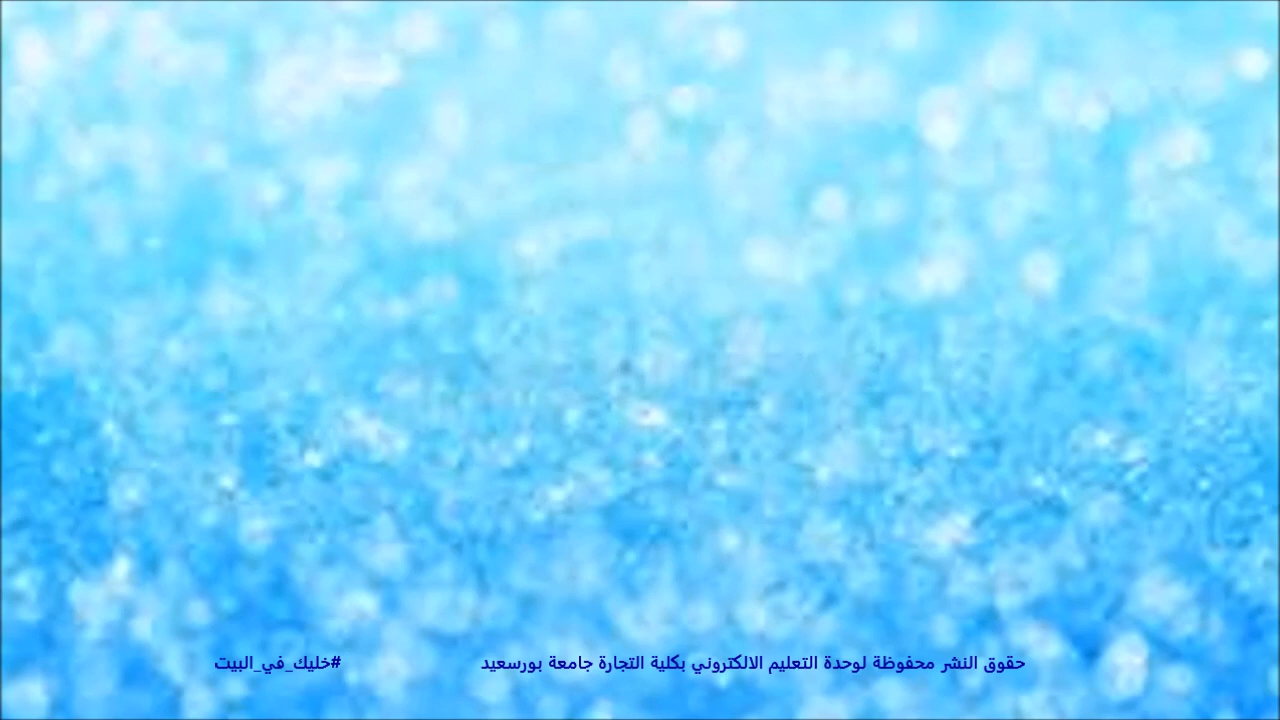 حقوق النشر محفوظة لوحدة التعليم الالكتروني بكلية التجارة جامعة بورسعيد
#خليك_في_البيت